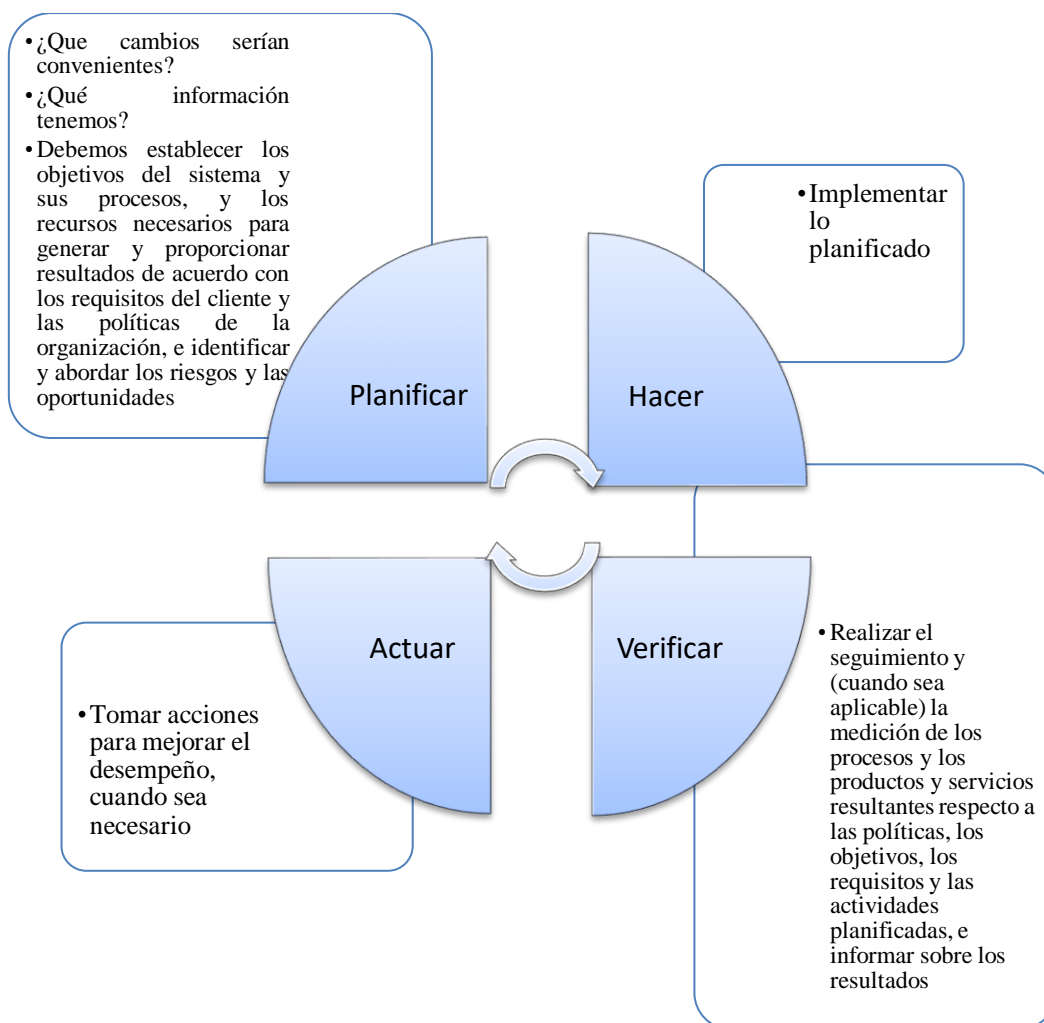 •¿Que cambios serían
convenientes?
•¿Qué información
tenemos?
•Debemos establecer los
objetivos del sistema y
sus procesos, y los
recursos necesarios para
generar y proporcionar
resultados de acuerdo con
los requisitos del cliente y
las políticas de la
organización, e identificar
y abordar los riesgos y las
oportunidades
Planificar
•Implementar
lo
planificado
Hacer
Actuar
•Tomar acciones
para mejorar el
desempeño,
cuando sea
necesario
Verificar
•Realizar el
seguimiento y
(cuando sea
aplicable) la
medición de los
procesos y los
productos y servicios
resultantes respecto a
las políticas, los
objetivos, los
requisitos y las
actividades
planificadas, e
informar sobre los
resultados